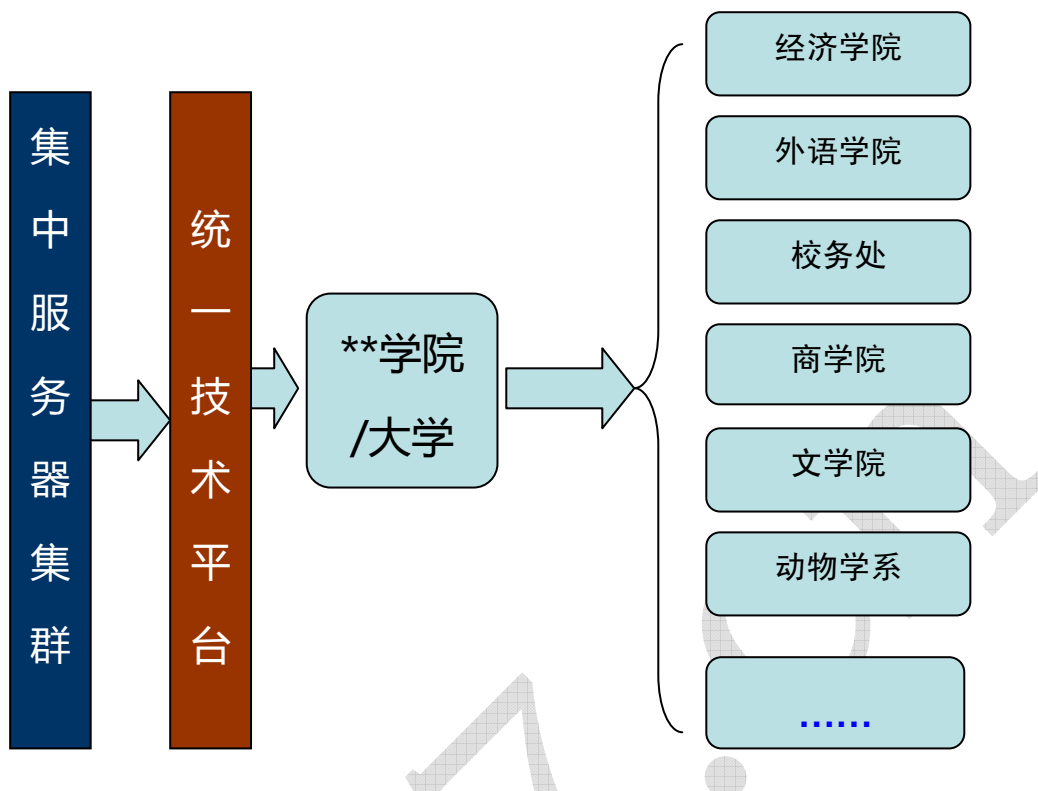 集中服务器集群
统一技术平台
**学院
/大学
经济学院
外语学院
校务处
商学院
文学院
动物学系
......